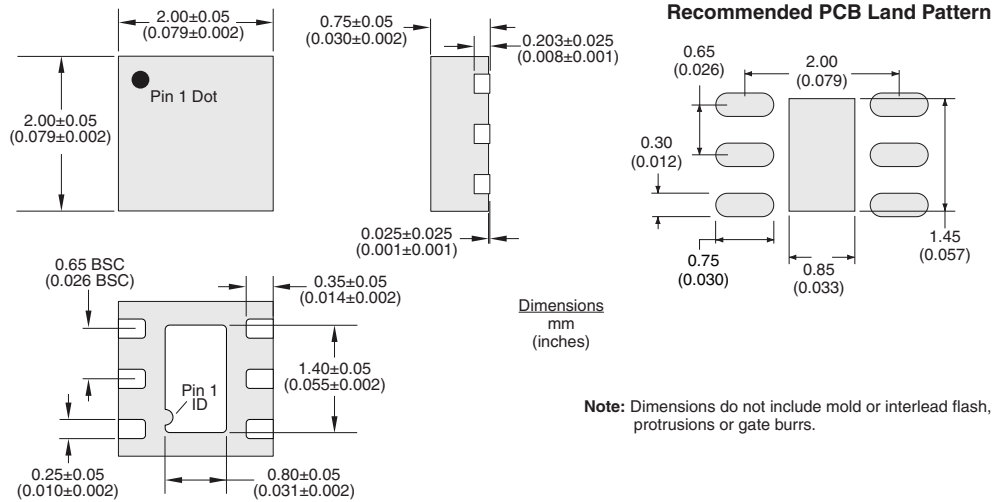 2.00±0.05
(0.079±0.002)
2.00±0.05
(0.079±0.002)
Pin 1 Dot
0.75±0.05
(0.030±0.002)
0.203±0.025
(0.008±0.001)
0.025±0.025
(0.001±0.001)
Recommended PCB Land Pattern
0.65
(0.026)
2.00
(0.079)
0.30
(0.012)
0.75
(0.030)
0.85
(0.033)
1.45
(0.057)
0.65 BSC
(0.026 BSC)
0.35±0.05
(0.014±0.002)
1.40±0.05
(0.055±0.002)
Pin 1
ID
0.25±0.05
(0.010±0.002)
0.80±0.05
(0.031±0.002)
Dimensions
mm
(inches)
Note: Dimensions do not include mold or interlead flash,
protrusions or gate burrs.